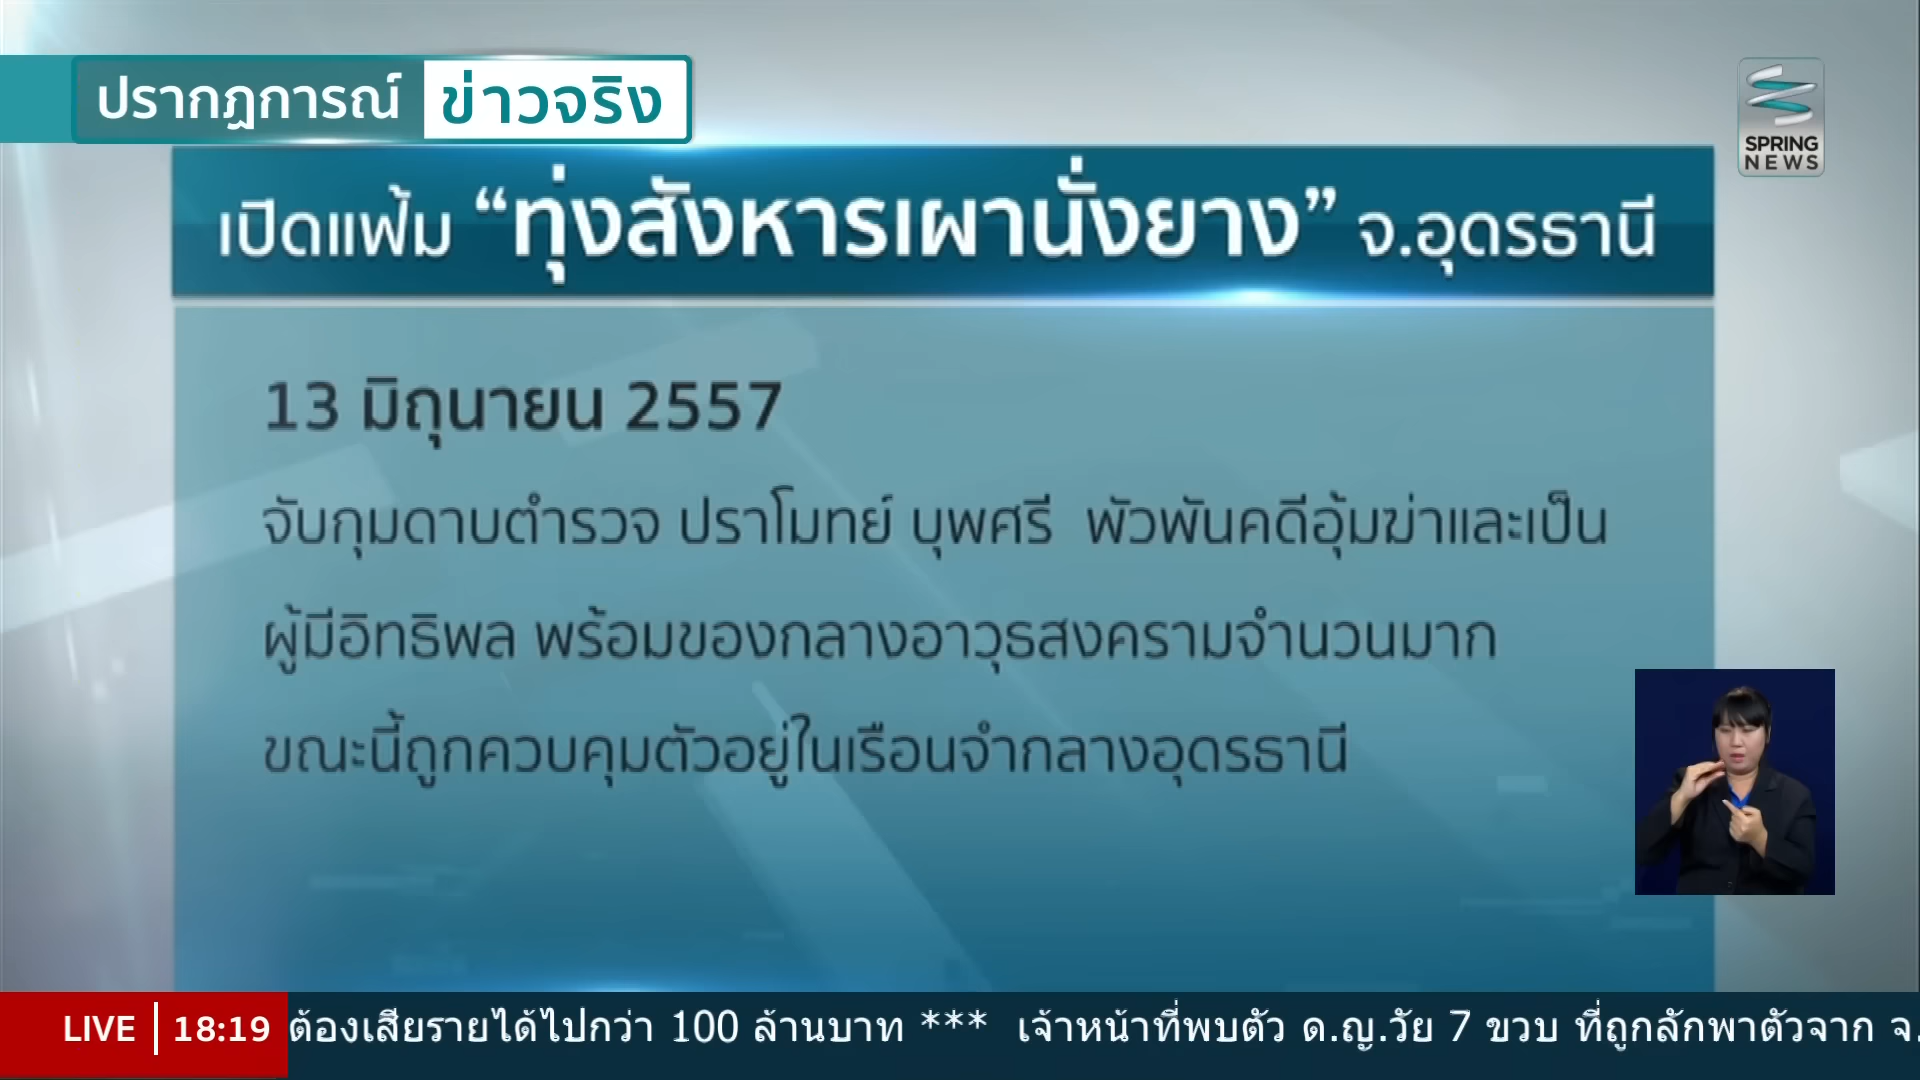 ปรากฏการณ์ ข่าวจริง
SPRING
NEWS
เปิดแฟ้ม “ทุ่งสังหารเผานั่งยาง” จ.อุดรธานี
13 มิถุนายน 2557
จับกุมดาบตำรวจ ปราโมทย์ บุพศรี พัวพันคดีอุ้มฆ่าและเป็น
ผู้มีอิทธิพล พร้อมของกลางอาวุธสงครามจำนวนมาก
ขณะนี้ถูกควบคุมตัวอยู่ในเรือนจำกลางอุดรธานี
LIVE 18:19 ต้องเสียรายได้ไปกว่า 100 ล้านบาท *** เจ้าหน้าที่พบตัว ด.ญ.วัย 7 ขวบ ที่ถูกลักพาตัวจาก จ.